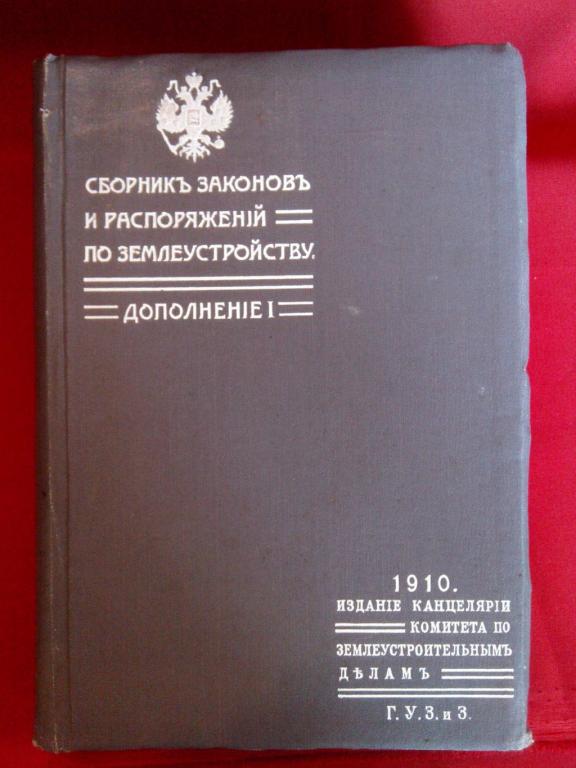 СБОРНИКЪ ЗАКОНОВЪ
И РАСПОРЯЖЕНІЙ
ПО ЗЕМЛЕУСТРОЙСТВУ.
ДОПОЛНЕНІЕ I
1910.
ИЗДАНІЕ КАНЦЕЛЯРІИ
КОМИТЕТА ПО
ЗЕМЛЕУСТРОИТЕЛЬНЫМЪ
ДѢЛАМЪ
Г. У. З. и З.